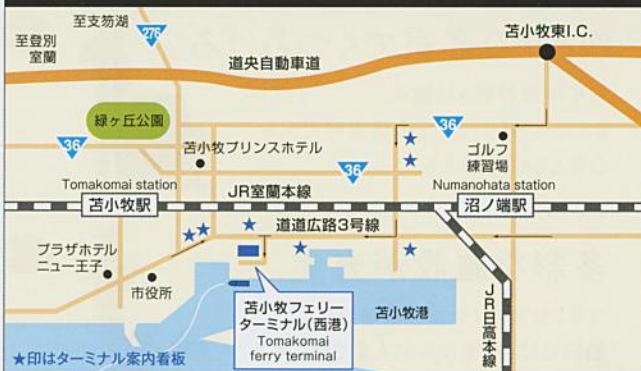 至支笏湖
至登別
室蘭
276
苫小牧東I.C.
道央自動車道
緑ヶ丘公園
36
36
36
苫小牧プリンスホテル
ゴルフ
練習場
Tomakomai station
苫小牧駅
JR室蘭本線
Numanohata station
沼ノ端駅
道道広路3号線
プラザホテル
ニュー王子
市役所
苫小牧フェリー
ターミナル(西港)
Tomakomai
ferry terminal
苫小牧港
JR日高本線
★印はターミナル案内看板